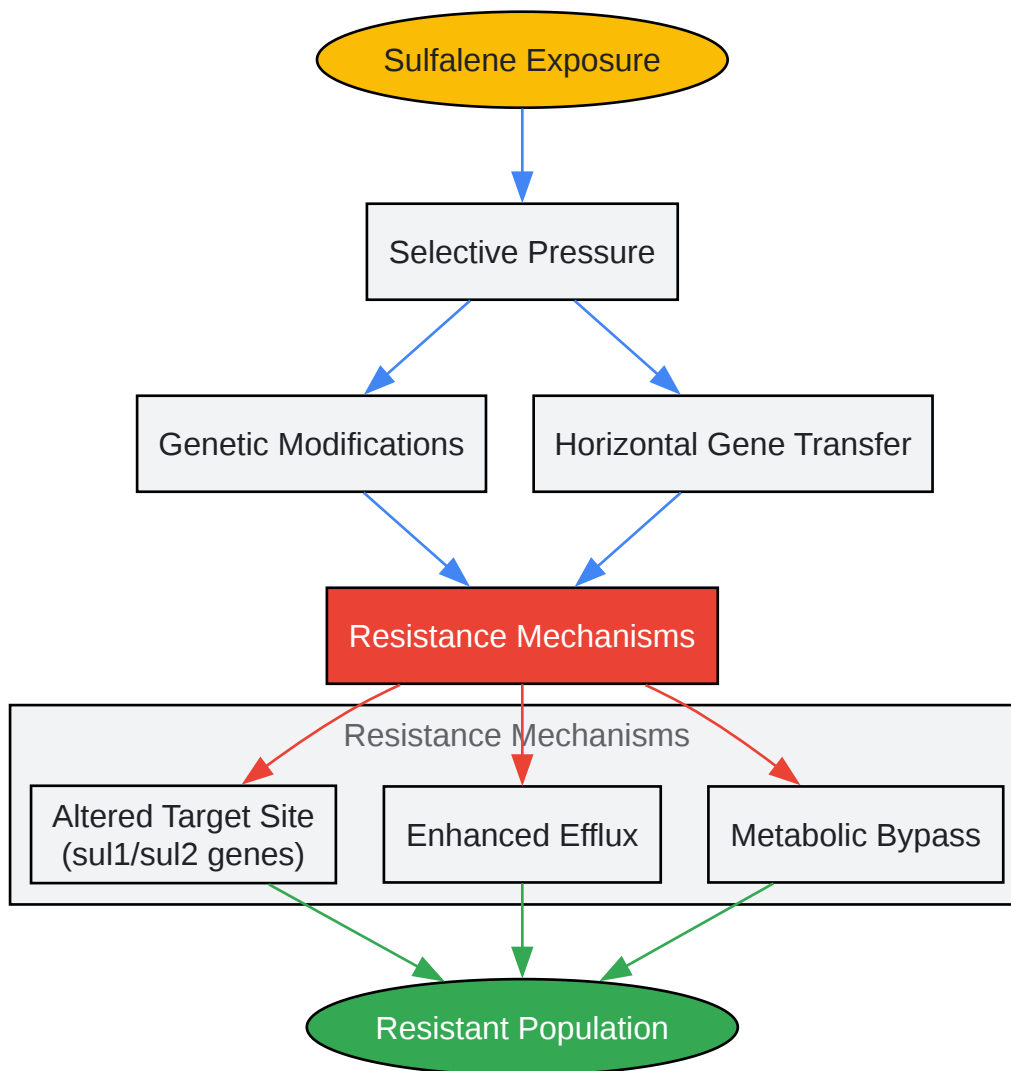 Sulfalene Exposure
Selective Pressure
Genetic Modifications
Horizontal Gene Transfer
Resistance Mechanisms
Resistance Mechanisms
Altered Target Site
(sul1/sul2 genes)
Enhanced Efflux
Metabolic Bypass
Resistant Population